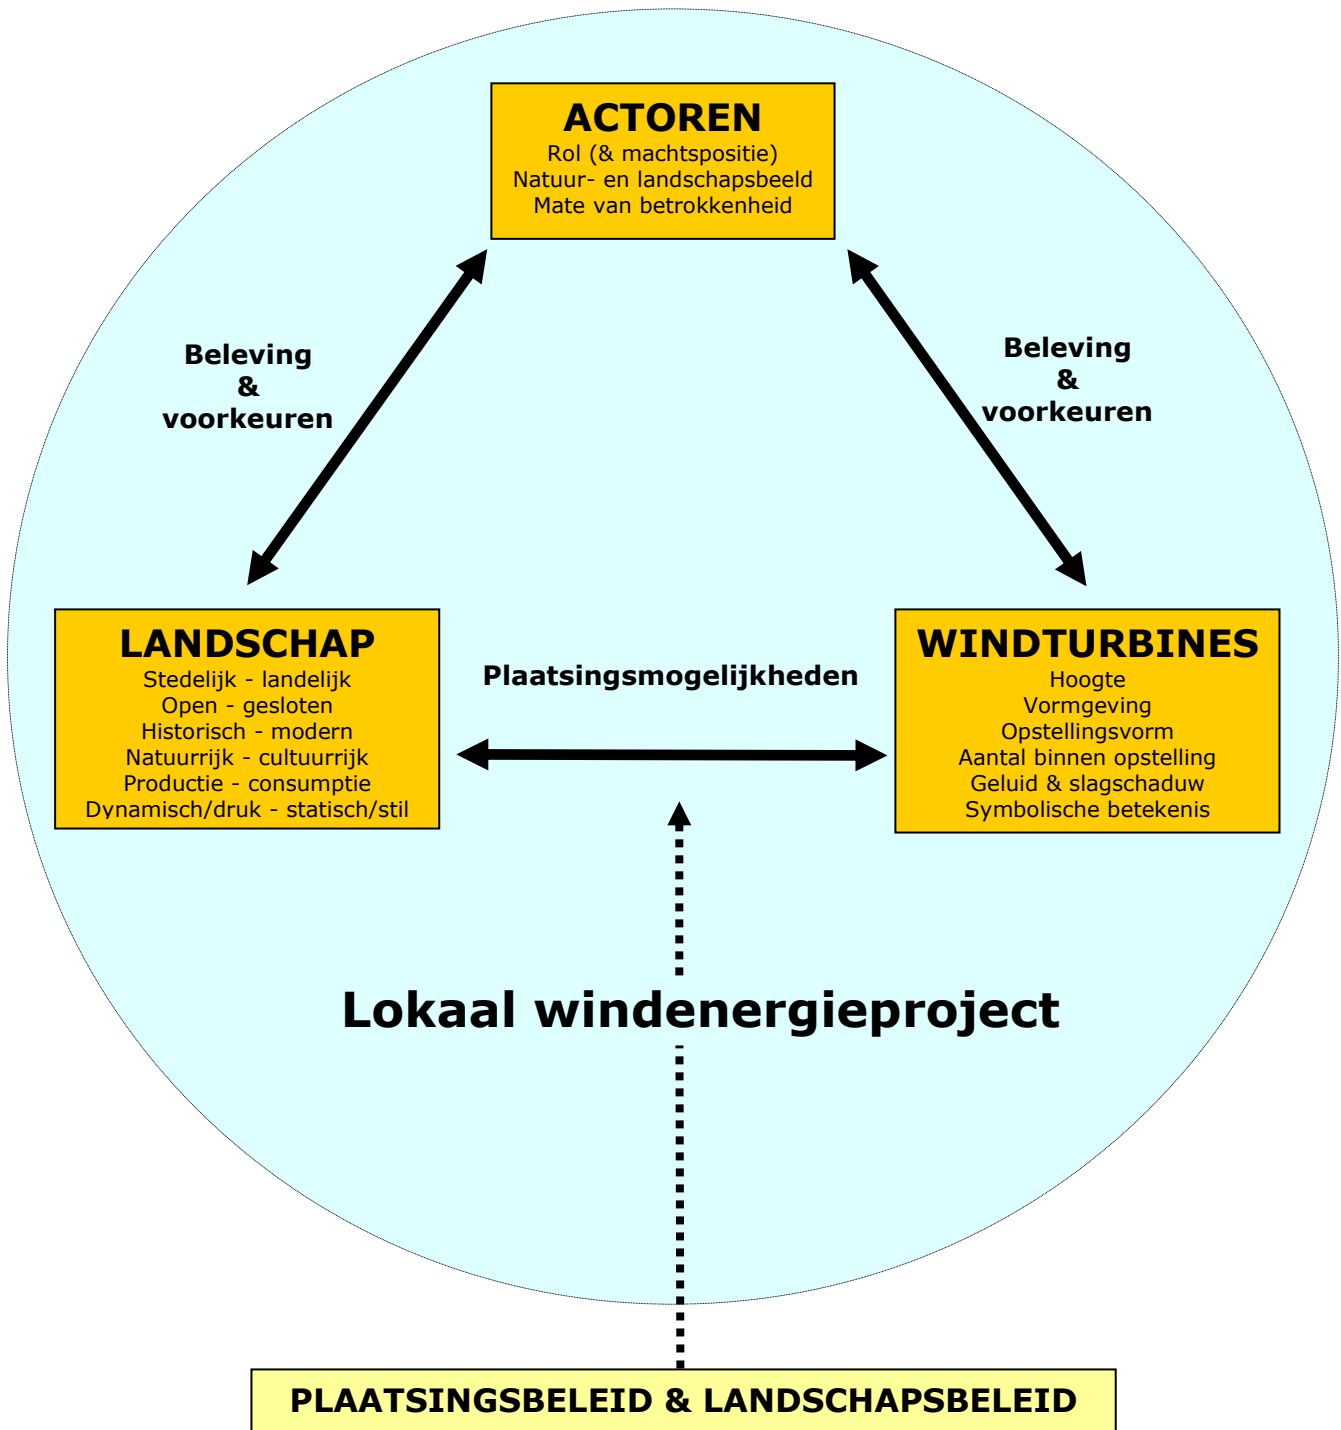 ACTOREN
Rol (& machtspositie)
Natuur- en landschapsbeeld
Mate van betrokkenheid
Beleving
&
voorkeuren
Beleving
&
voorkeuren
LANDSCHAP
Stedelijk - landelijk
Open - gesloten
Historisch - modern
Natuurrijk - cultuurrijk
Productie - consumptie
Dynamisch/druk - statisch/stil
Plaatsingsmogelijkheden
WINDTURBINES
Hoogte
Vormgeving
Opstellingsvorm
Aantal binnen opstelling
Geluid & slagschaduw
Symbolische betekenis
Lokaal windenergieproject
PLAATSINGSBELEID & LANDSCHAPSBELEID